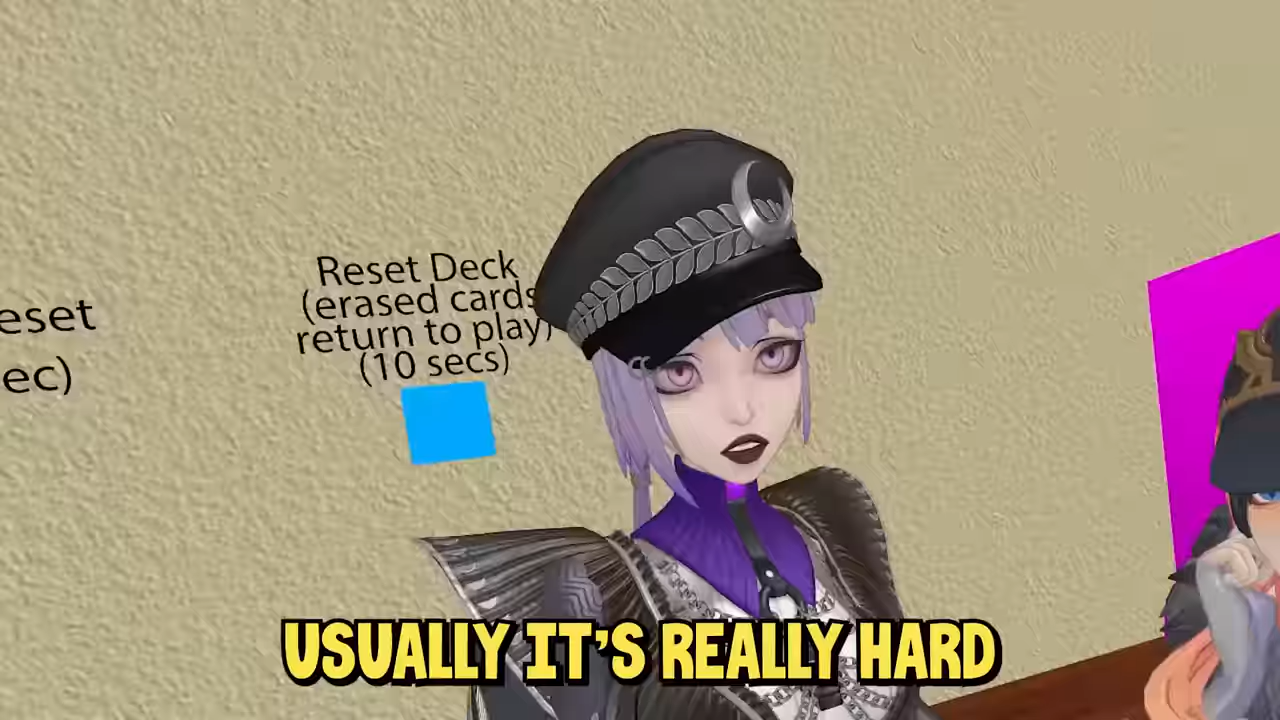 eset
ec)
Reset Deck
(erased cards
return to play)
(10 secs)
USUALLY IT'S REALLY HARD